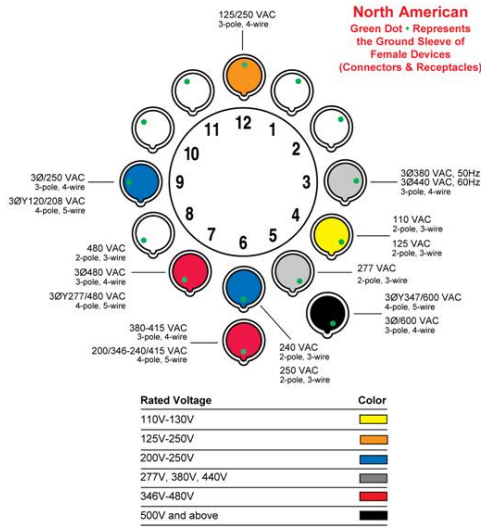 125/250 VAC
3-pole, 4-wire
North American
Green Dot • Represents
the Ground Sleeve of
Female Devices
(Connectors & Receptacles)
12
1
2
3
4
5
6
7
8
9
10
11
3Ø/250 VAC
3-pole, 4-wire
3ØY120/208 VAC
4-pole, 5-wire
3Ø380 VAC, 50Hz
3Ø440 VAC, 60Hz
3-pole, 4-wire
110 VAC
2-pole, 3-wire
125 VAC
2-pole, 3-wire
480 VAC
2-pole, 3-wire
3Ø480 VAC
3-pole, 4-wire
3ØY277/480 VAC
4-pole, 5-wire
277 VAC
2-pole, 3-wire
3ØY347/600 VAC
4-pole, 5-wire
3Ø/600 VAC
3-pole, 4-wire
380-415 VAC
3-pole, 4-wire
200/346-240/415 VAC
4-pole, 5-wire
240 VAC
2-pole, 3-wire
250 VAC
2-pole, 3-wire
Rated Voltage Color
110V-130V
125V-250V
200V-250V
277V, 380V, 440V
346V-480V
500V and above